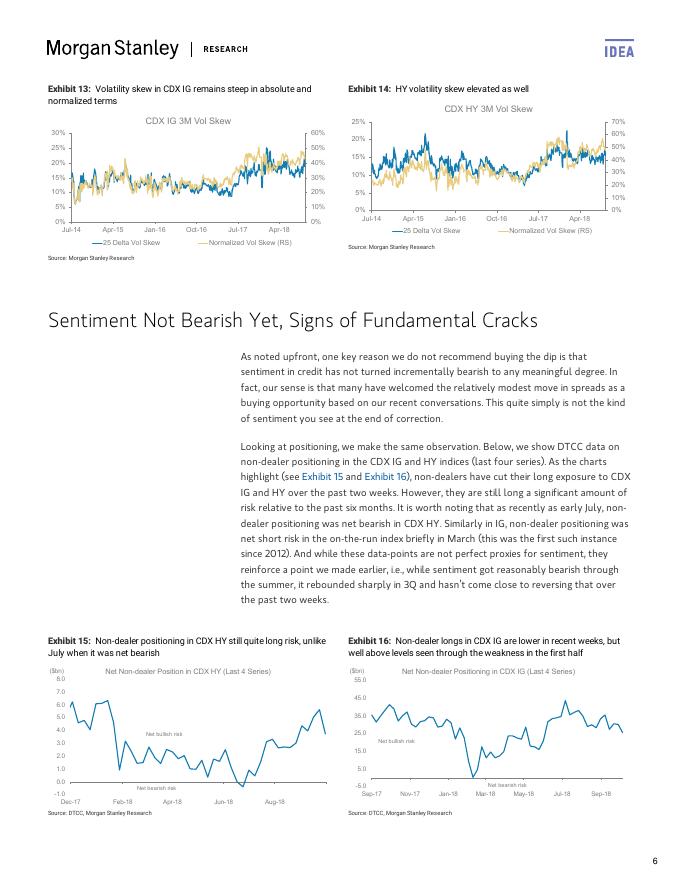 Morgan Stanley | RESEARCH
IDEA
Exhibit 13: Volatility skew in CDX IG remains steep in absolute and
normalized terms
CDX IG 3M Vol Skew
30%
25%
20%
15%
10%
5%
0%
60%
50%
40%
30%
20%
10%
0%
Jul-14 Apr-15 Jan-16 Oct-16 Jul-17 Apr-18
25 Delta Vol Skew Normalized Vol Skew (RS)
Source: Morgan Stanley Research
Exhibit 14: HY volatility skew elevated as well
CDX HY 3M Vol Skew
25%
20%
15%
10%
5%
0%
70%
60%
50%
40%
30%
20%
10%
0%
Jul-14 Apr-15 Jan-16 Oct-16 Jul-17 Apr-18
25 Delta Vol Skew Normalized Vol Skew (RS)
Source: Morgan Stanley Research
Sentiment Not Bearish Yet, Signs of Fundamental Cracks
As noted upfront, one key reason we do not recommend buying the dip is that
sentiment in credit has not turned incrementally bearish to any meaningful degree. In
fact, our sense is that many have welcomed the relatively modest move in spreads as a
buying opportunity based on our recent conversations. This quite simply is not the kind
of sentiment you see at the end of correction.
Looking at positioning, we make the same observation. Below, we show DTCC data on
non-dealer positioning in the CDX IG and HY indices (last four series). As the charts
highlight (see Exhibit 15 and Exhibit 16), non-dealers have cut their long exposure to CDX
IG and HY over the past two weeks. However, they are still long a significant amount of
risk relative to the past six months. It is worth noting that as recently as early July, non-
dealer positioning was net bearish in CDX HY. Similarly in IG, non-dealer positioning was
net short risk in the on-the-run index briefly in March (this was the first such instance
since 2012). And while these data-points are not perfect proxies for sentiment, they
reinforce a point we made earlier, i.e., while sentiment got reasonably bearish through
the summer, it rebounded sharply in 3Q and hasn't come close to reversing that over
the past two weeks.
Exhibit 15: Non-dealer positioning in CDX HY still quite long risk, unlike
July when it was net bearish
($bn)
Net Non-dealer Position in CDX HY (Last 4 Series)
8.0
7.0
6.0
5.0
4.0
3.0
2.0
1.0
0.0
-1.0
Net bullish risk
Net bearish risk
Dec-17 Feb-18 Apr-18 Jun-18 Aug-18
Source: DTCC, Morgan Stanley Research
Exhibit 16: Non-dealer longs in CDX IG are lower in recent weeks, but
well above levels seen through the weakness in the first half
($bn)
Net Non-dealer Positioning in CDX IG (Last 4 Series)
55.0
45.0
35.0
25.0
15.0
5.0
-5.0
Net bullish risk
Net bearish risk
Sep-17 Nov-17 Jan-18 Mar-18 May-18 Jul-18 Sep-18
Source: DTCC, Morgan Stanley Research
6